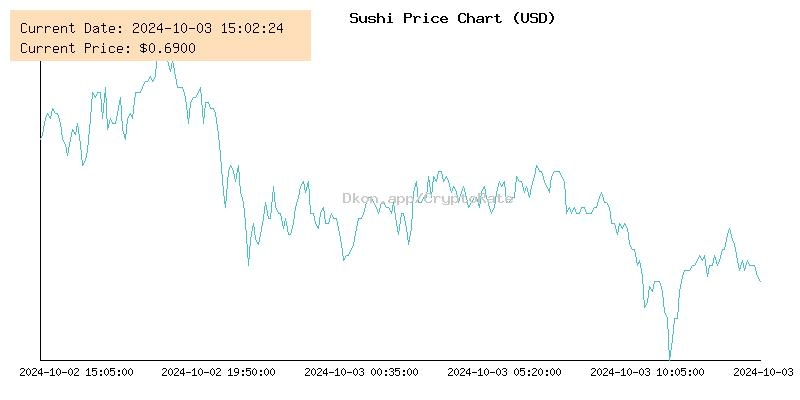 Sushi Price Chart (USD)
Current Date: 2024-10-03 15:02:24
Current Price: $0.6900
Dkon.app/CryptoKatz
2024-10-02 15:05:00 2024-10-02 19:50:00 2024-10-03 00:35:00 2024-10-03 05:20:00 2024-10-03 10:05:00 2024-10-03